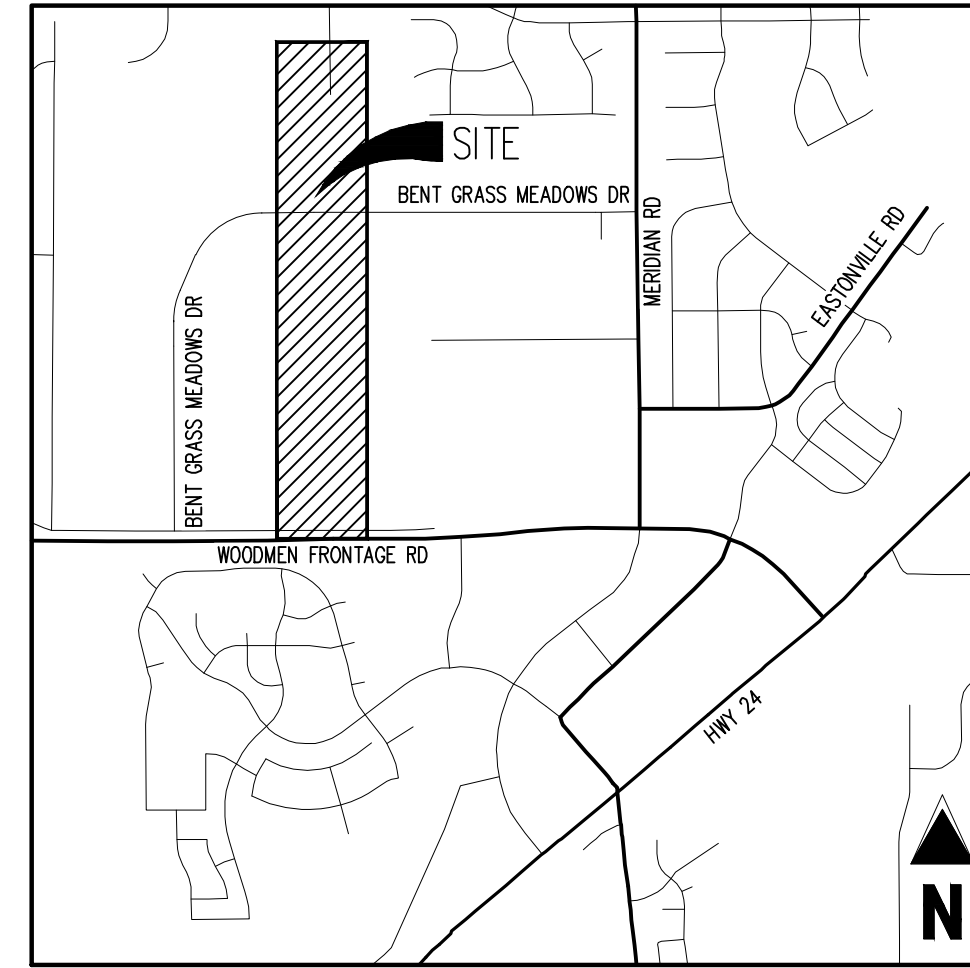 SITE
BENT GRASS MEADOWS DR
MERIDIAN RD
EASTONVILLE RD
BENT GRASS MEADOWS DR
WOODMEN FRONTAGE RD
HWY 24
N